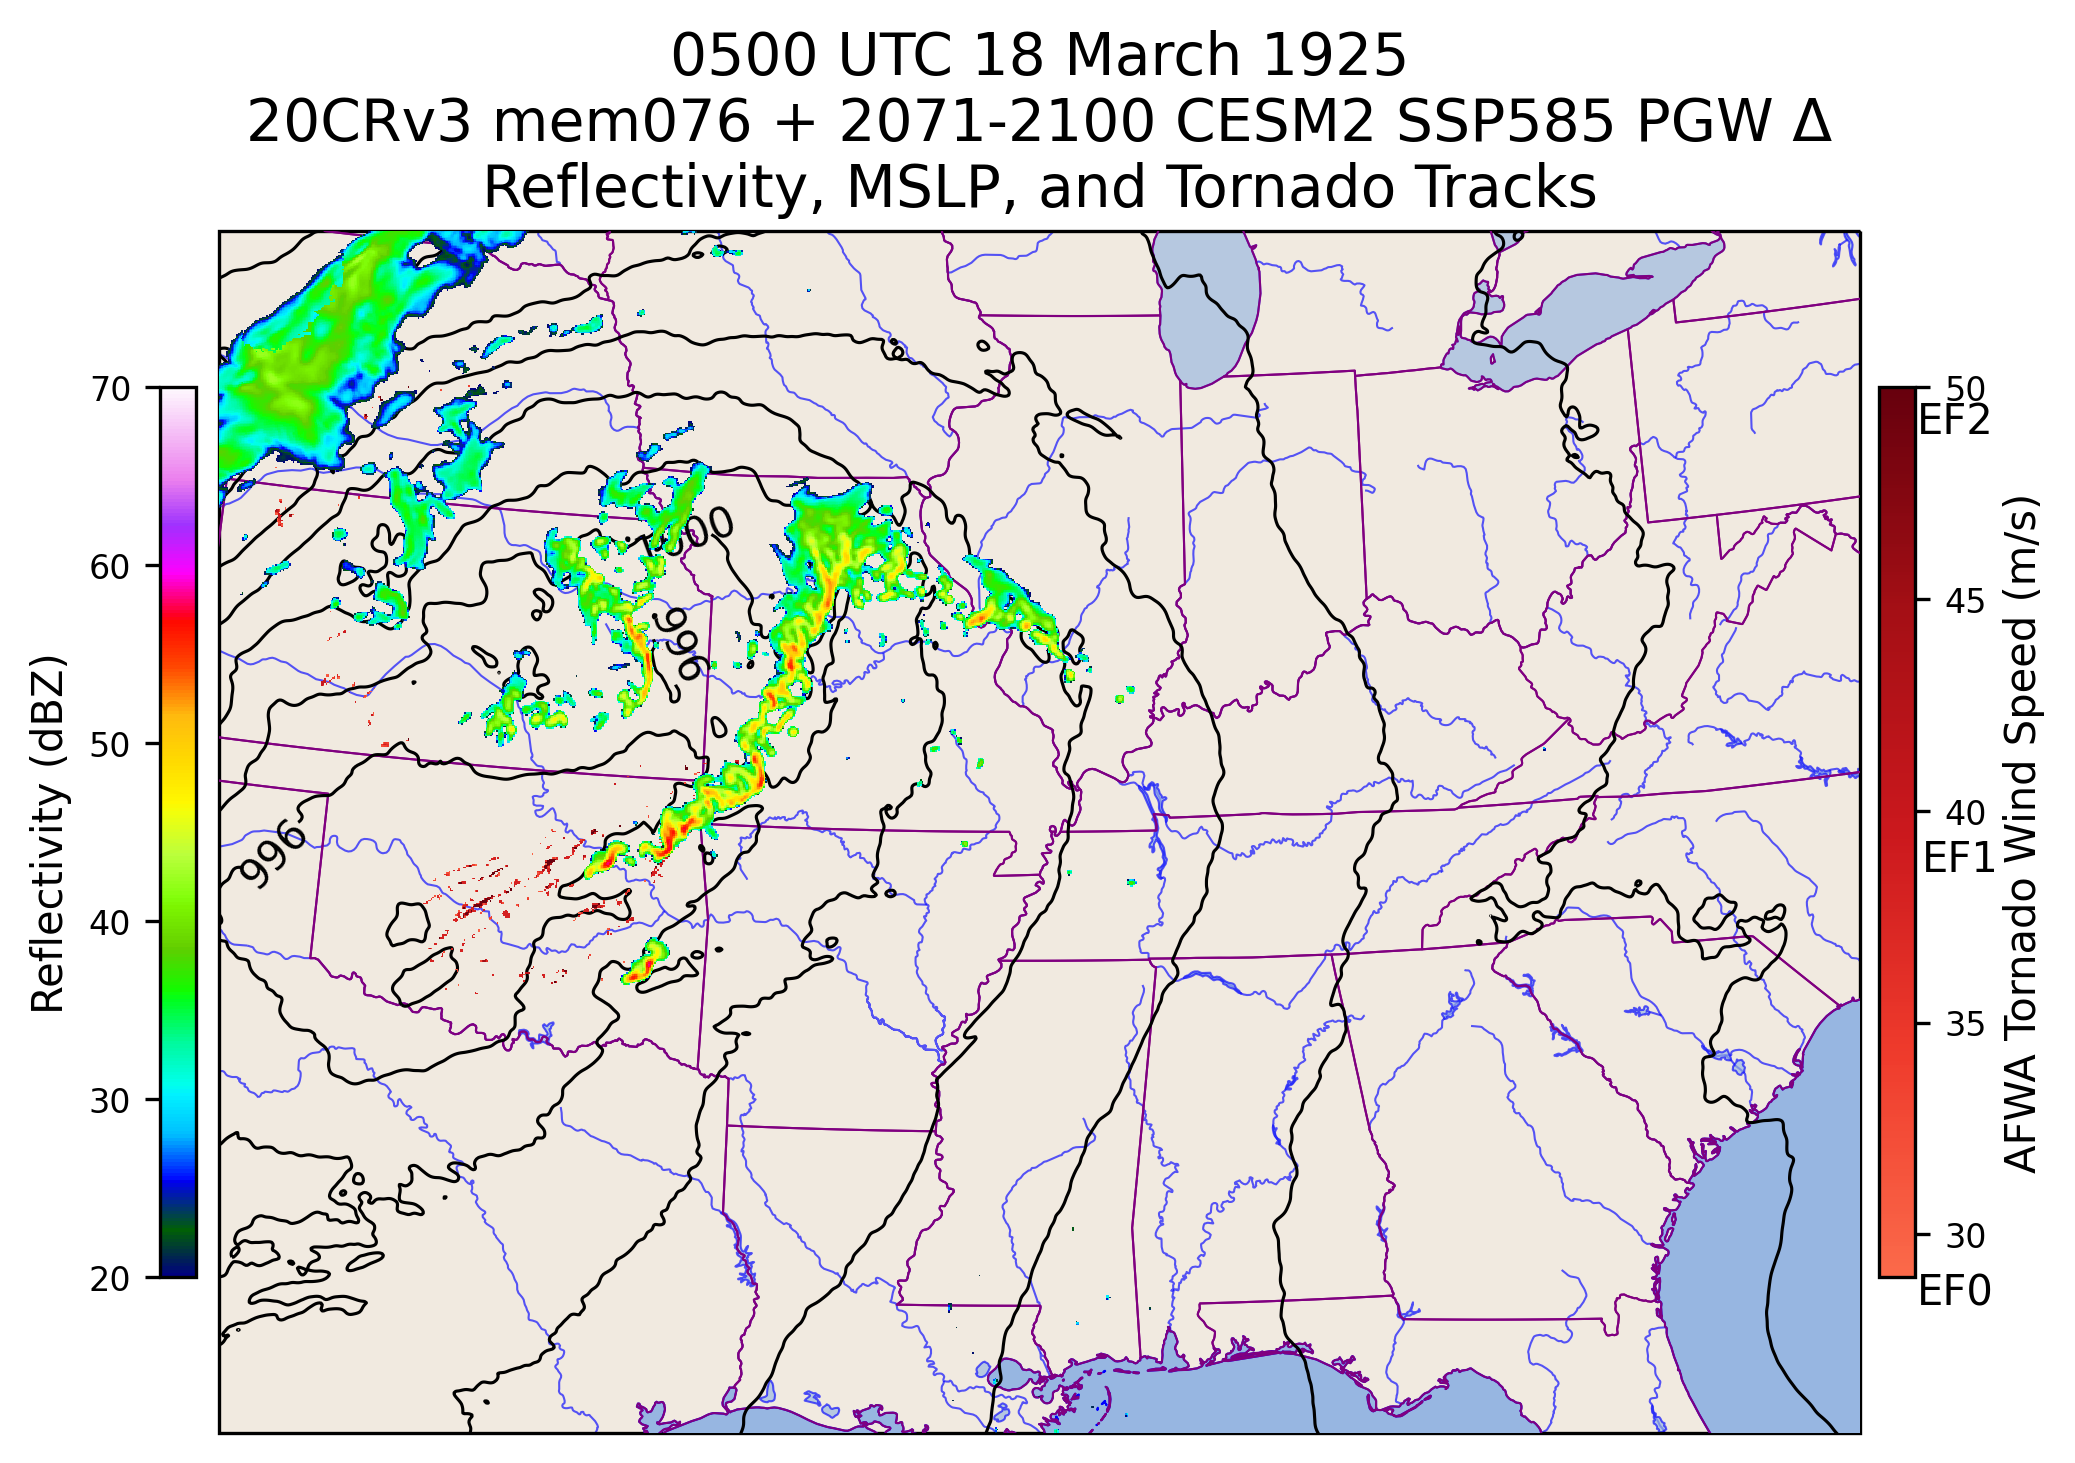 0500 UTC 18 March 1925
20CRv3 mem076 + 2071-2100 CESM2 SSP585 PGW Δ
Reflectivity, MSLP, and Tornado Tracks
Reflectivity (dBZ)
70
60
50
40
30
20
1000
996
996
50
EF2
45
40
EF1
35
30
EF0
AFWA Tornado Wind Speed (m/s)